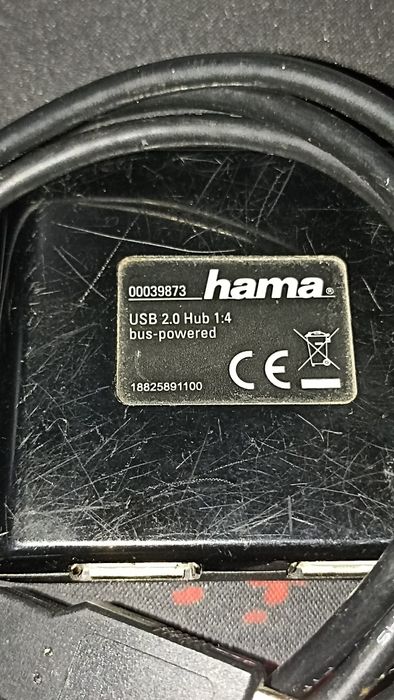 00039873 hama®
USB 2.0 Hub 1:4
bus-powered
CE
18825891100